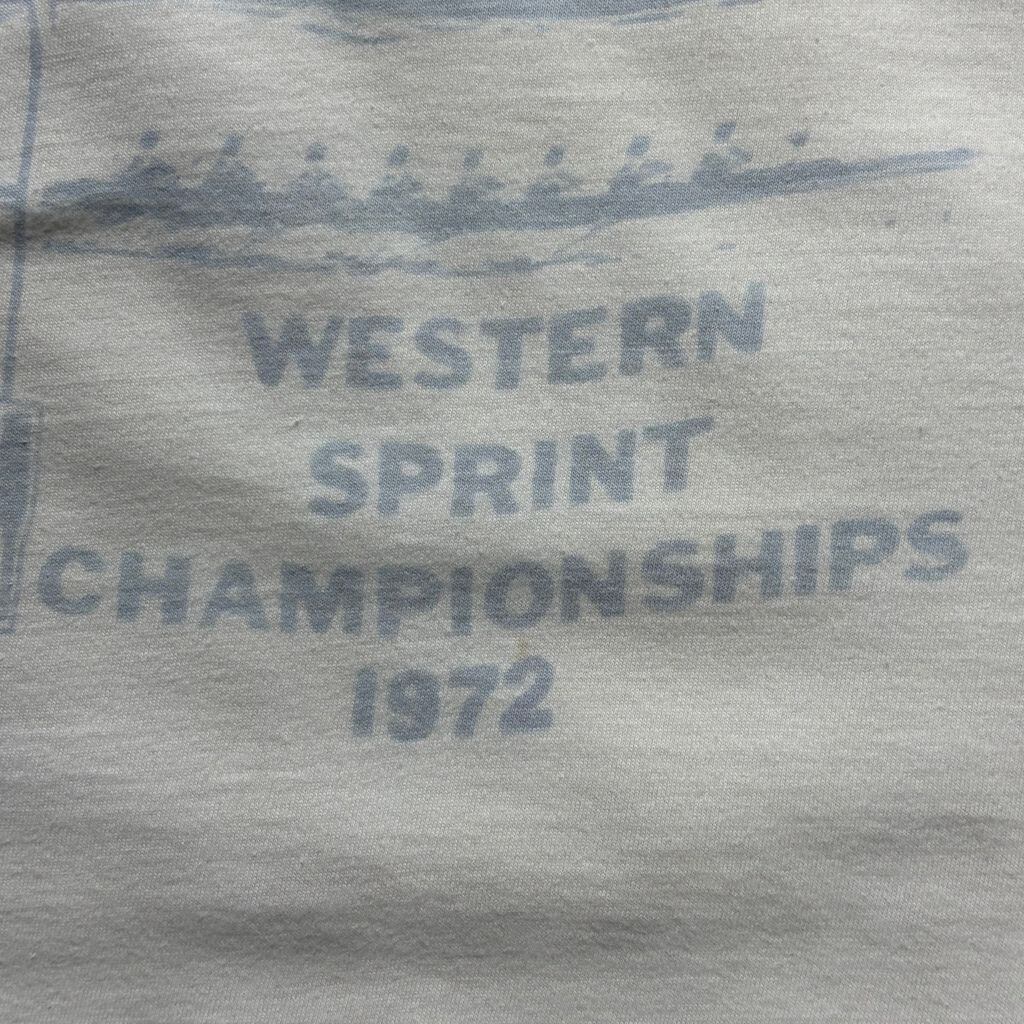 WESTERN
SPRINT
CHAMPIONSHIPS
1972